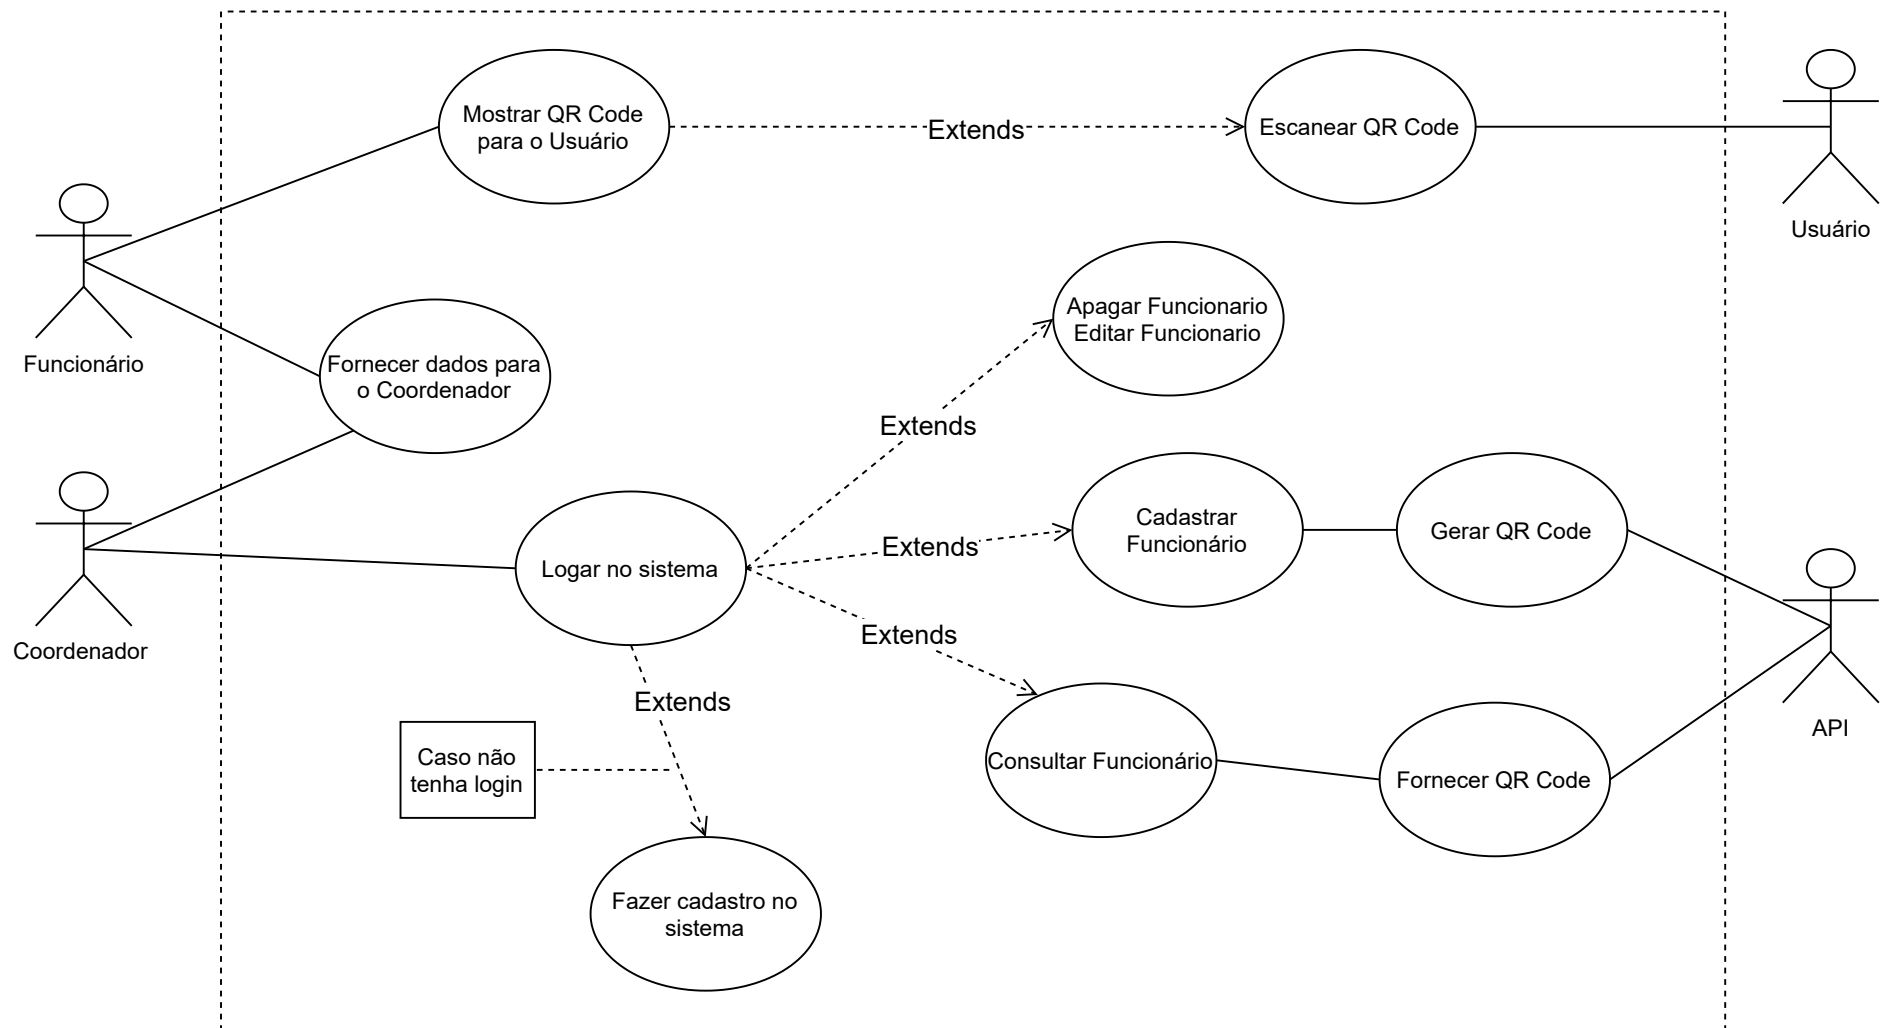 Mostrar QR Code
para o Usuário
Extends
Escanear QR Code
Usuário
Funcionário
Apagar Funcionario
Editar Funcionario
Fornecer dados para
o Coordenador
Extends
Cadastrar
Funcionário
Gerar QR Code
Extends
Logar no sistema
Coordenador
Extends
Extends
API
Caso não
tenha login
Consultar Funcionário
Fornecer QR Code
Fazer cadastro no
sistema